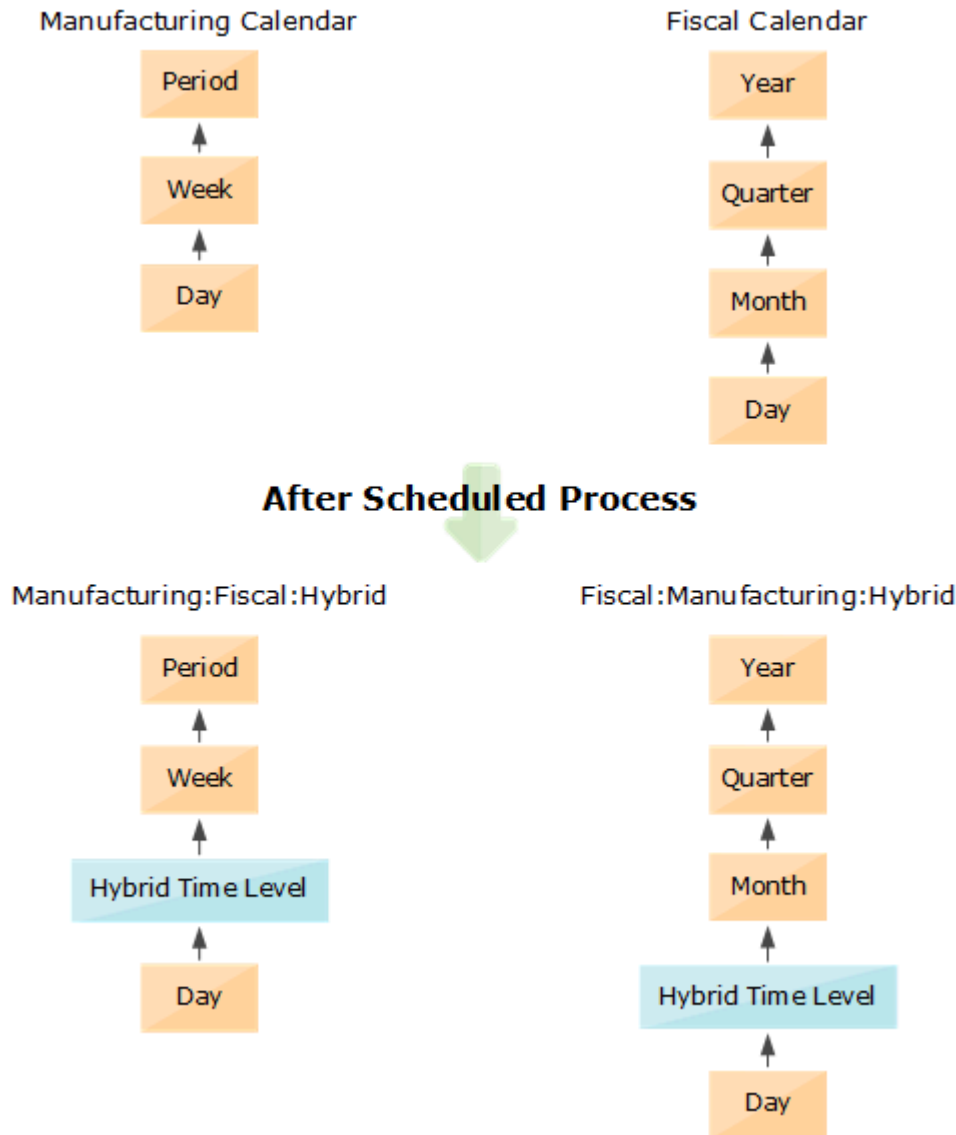 Manufacturing Calendar
Period
Week
Day
Fiscal Calendar
Year
Quarter
Month
Day
After Scheduled Process
Manufacturing:Fiscal:Hybrid
Period
Week
Hybrid Time Level
Day
Fiscal:Manufacturing:Hybrid
Year
Quarter
Month
Hybrid Time Level
Day